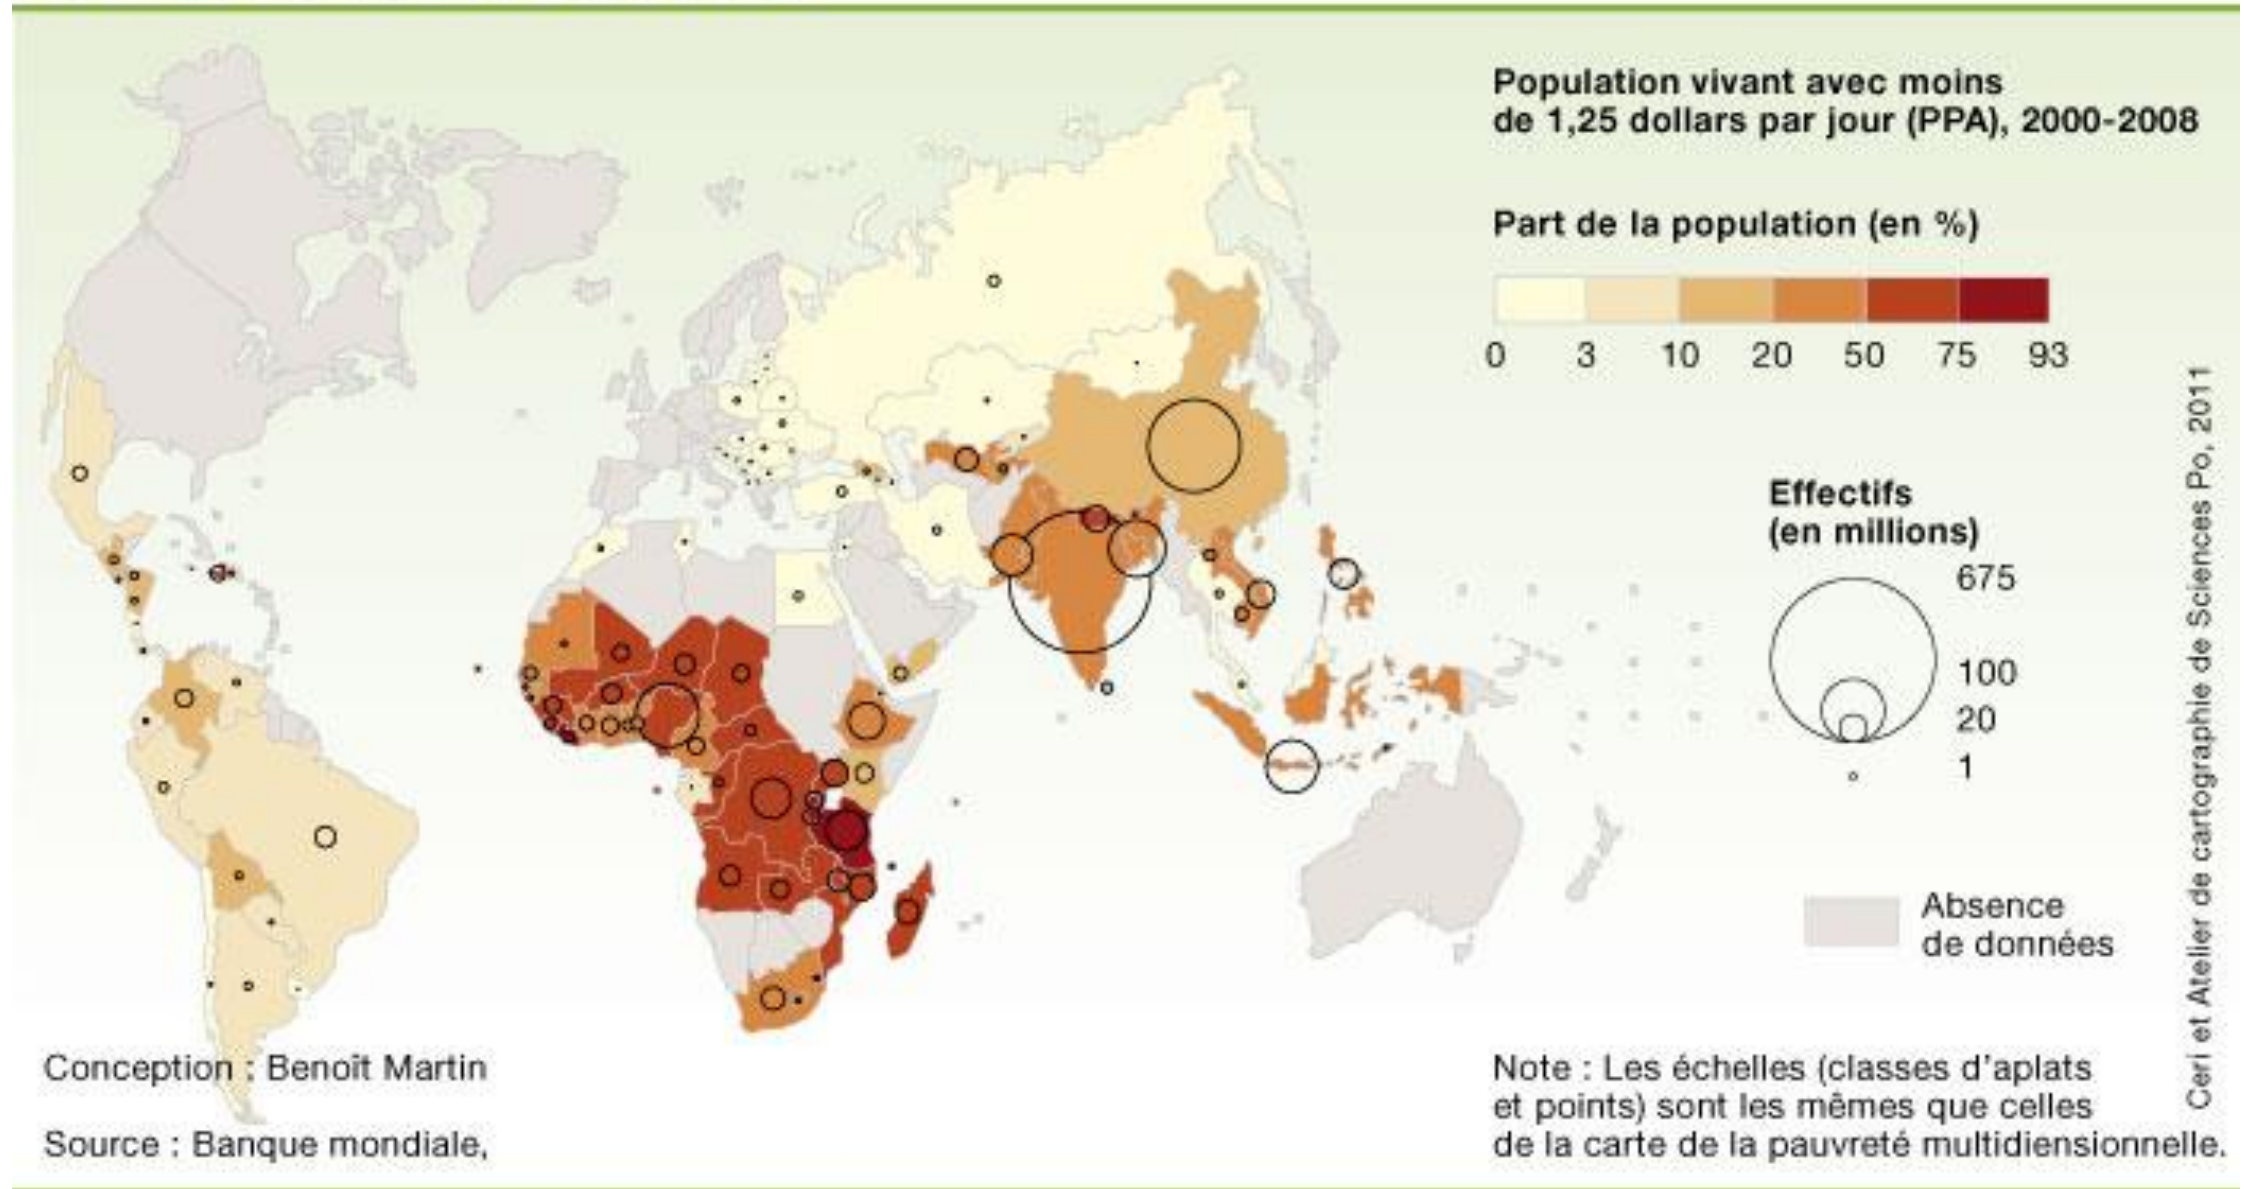 Population vivant avec moins
de 1,25 dollars par jour (PPA), 2000-2008
Part de la population (en %)
0 3 10 20 50 75 93
Effectifs
(en millions)
675
100
20
1
Absence
de données
Ceri et Atelier de cartographie de Sciences Po, 2011
Conception : Benoît Martin
Source : Banque mondiale,
Note : Les échelles (classes d'aplats
et points) sont les mêmes que celles
de la carte de la pauvreté multidiensionnelle.